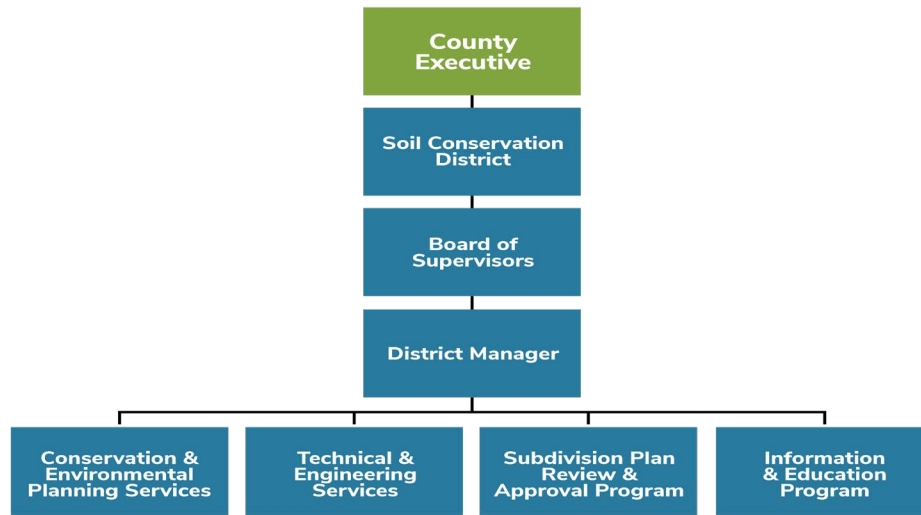 County
Executive
Soil Conservation
District
Board of
Supervisors
District Manager
Conservation &
Environmental
Planning Services
Technical &
Engineering
Services
Subdivision Plan
Review &
Approval Program
Information
& Education
Program